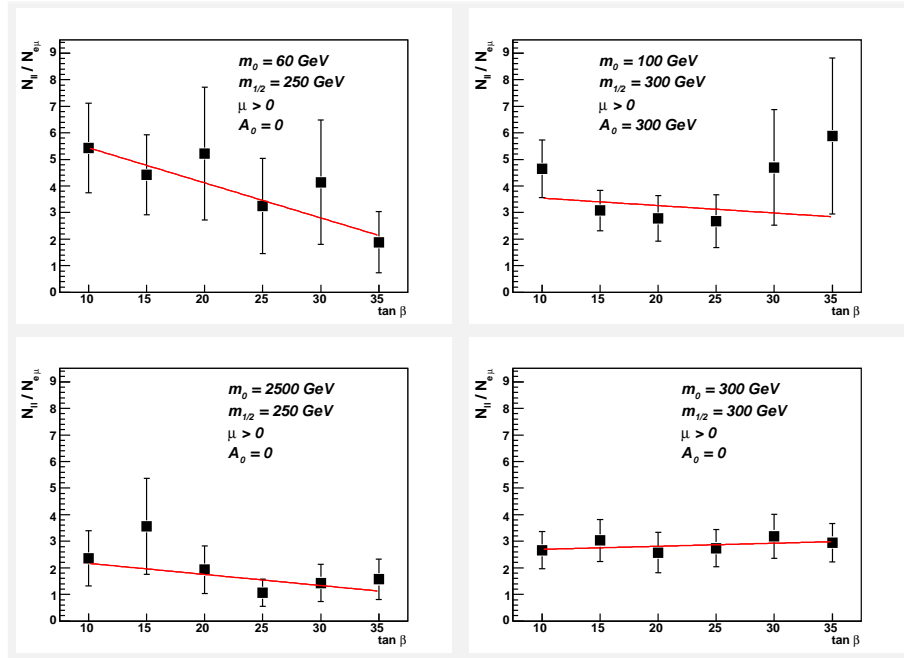 N_ll / N_eμ
9
8
7
6
5
4
3
2
1
0
m_0 = 60 GeV
m_1/2 = 250 GeV
μ > 0
A_0 = 0
10 15 20 25 30 35
tan β
N_ll / N_eμ
9
8
7
6
5
4
3
2
1
0
m_0 = 100 GeV
m_1/2 = 300 GeV
μ > 0
A_0 = 300 GeV
10 15 20 25 30 35
tan β
N_ll / N_eμ
9
8
7
6
5
4
3
2
1
0
m_0 = 2500 GeV
m_1/2 = 250 GeV
μ > 0
A_0 = 0
10 15 20 25 30 35
tan β
N_ll / N_eμ
9
8
7
6
5
4
3
2
1
0
m_0 = 300 GeV
m_1/2 = 300 GeV
μ > 0
A_0 = 0
10 15 20 25 30 35
tan β